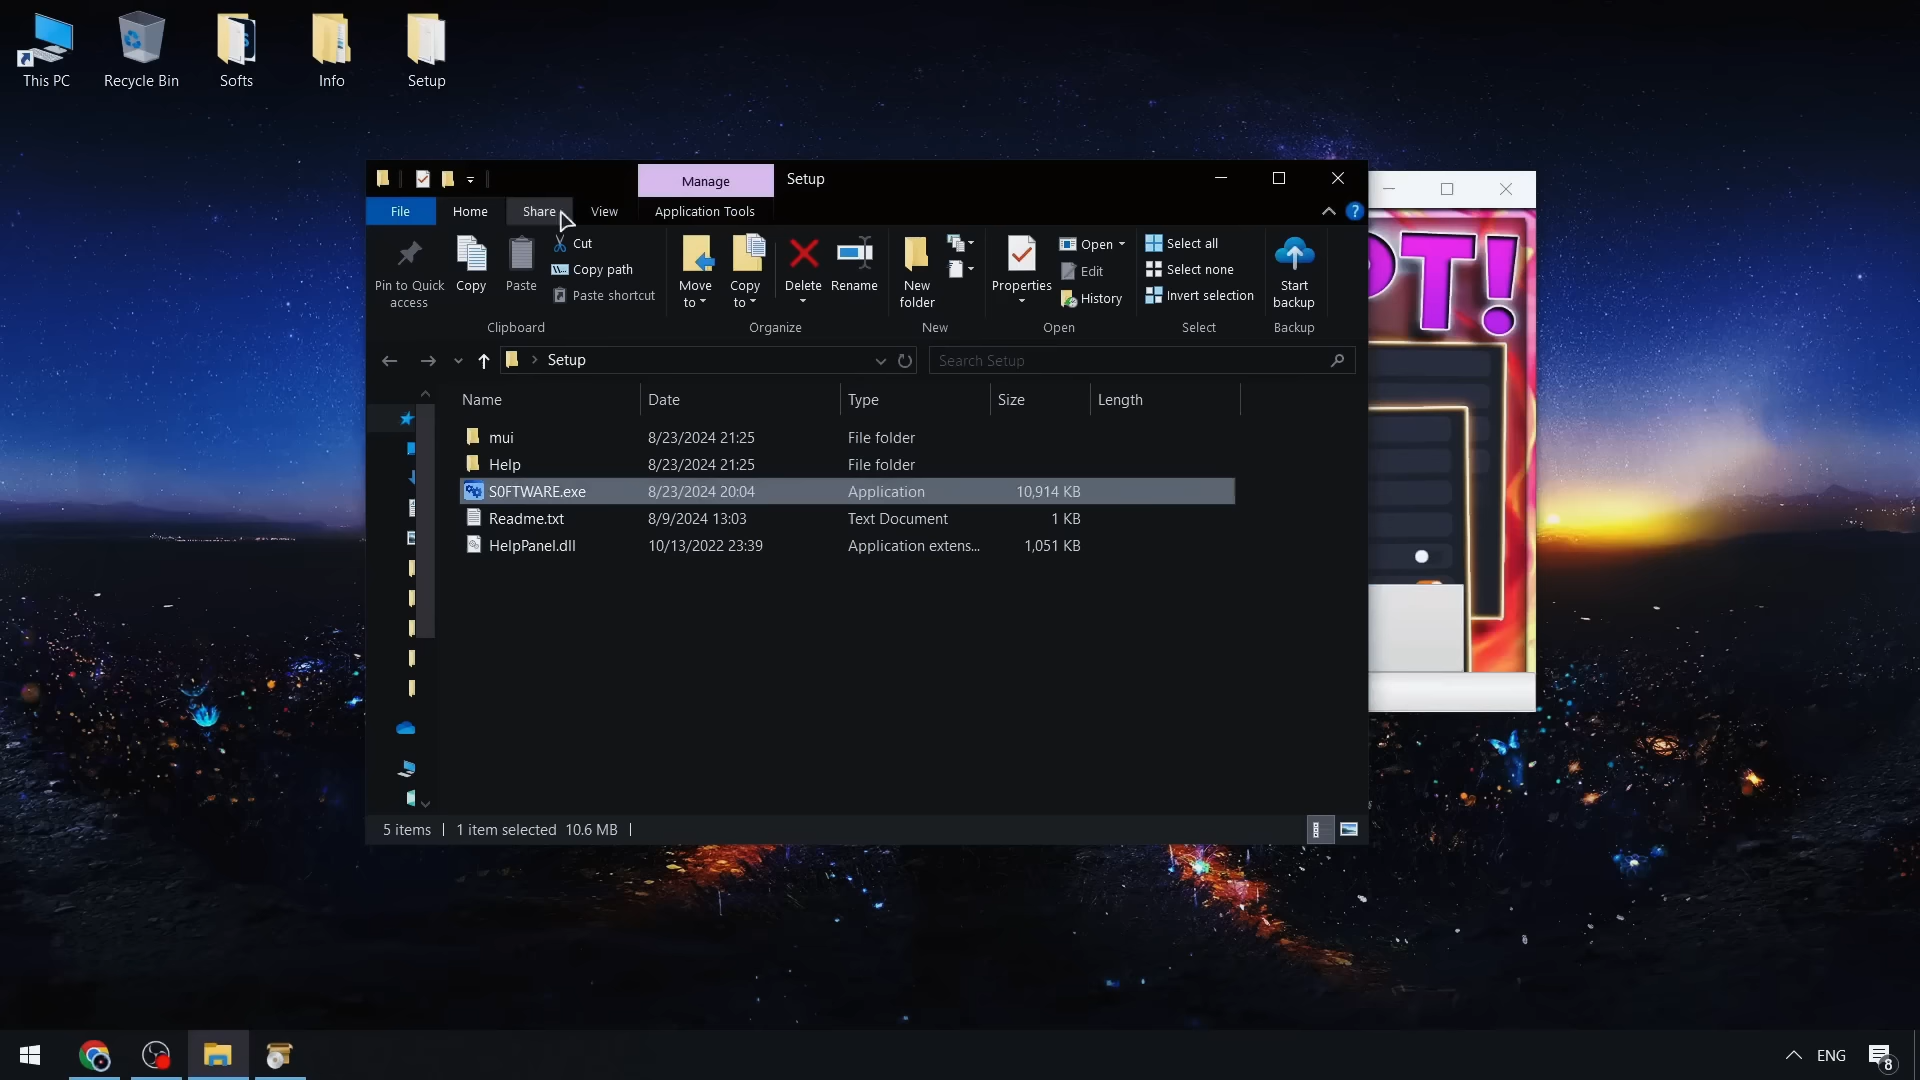 This PC
Recycle Bin
Softs
Info
Setup
Manage
Setup
File
Home
Share
View
Application Tools
Pin to Quick
access
Copy
Paste
Cut
Copy path
Paste shortcut
Clipboard
Move
to
Copy
to
Delete
Rename
Organize
New
folder
New
Properties
Open
Edit
History
Open
Select all
Select none
Invert selection
Select
Start
backup
Backup
Setup
Search Setup
Name Date Type Size Length
mui 8/23/2024 21:25 File folder
Help 8/23/2024 21:25 File folder
S0FTWARE.exe 8/23/2024 20:04 Application 10,914 KB
Readme.txt 8/9/2024 13:03 Text Document 1 KB
HelpPanel.dll 10/13/2022 23:39 Application extens... 1,051 KB
5 items 1 item selected 10.6 MB
ENG
8